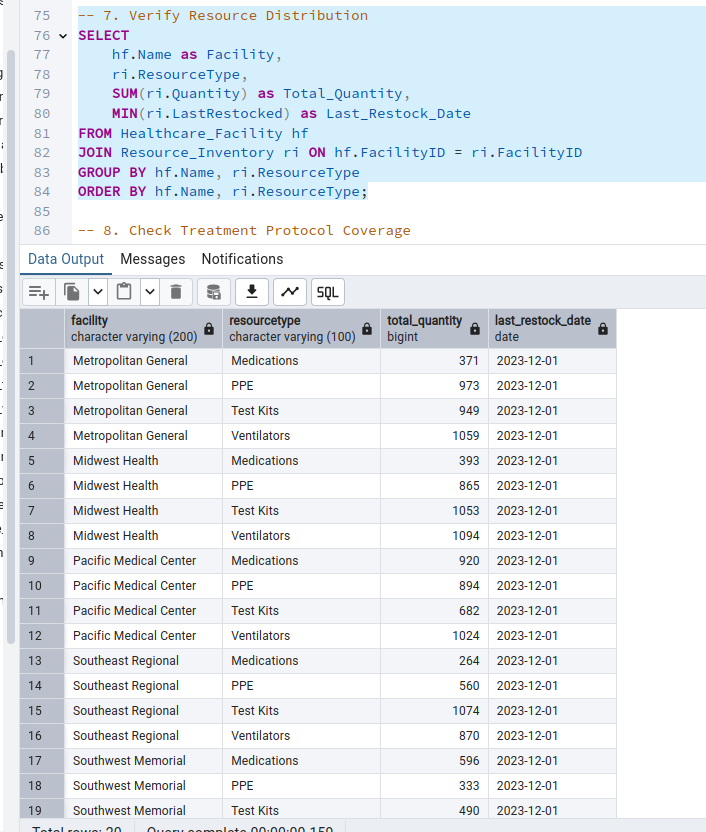 75 -- 7. Verify Resource Distribution
76 SELECT
77 hf.Name as Facility,
78 ri.ResourceType,
79 SUM(ri.Quantity) as Total_Quantity,
80 MIN(ri.LastRestocked) as Last_Restock_Date
81 FROM Healthcare_Facility hf
82 JOIN Resource_Inventory ri ON hf.FacilityID = ri.FacilityID
83 GROUP BY hf.Name, ri.ResourceType
84 ORDER BY hf.Name, ri.ResourceType;
85
86 -- 8. Check Treatment Protocol Coverage
Data Output Messages Notifications
SQL
facility resourcetype total_quantity last_restock_date
character varying (200) character varying (100) bigint date
1 Metropolitan General Medications 371 2023-12-01
2 Metropolitan General PPE 973 2023-12-01
3 Metropolitan General Test Kits 949 2023-12-01
4 Metropolitan General Ventilators 1059 2023-12-01
5 Midwest Health Medications 393 2023-12-01
6 Midwest Health PPE 865 2023-12-01
7 Midwest Health Test Kits 1053 2023-12-01
8 Midwest Health Ventilators 1094 2023-12-01
9 Pacific Medical Center Medications 920 2023-12-01
10 Pacific Medical Center PPE 894 2023-12-01
11 Pacific Medical Center Test Kits 682 2023-12-01
12 Pacific Medical Center Ventilators 1024 2023-12-01
13 Southeast Regional Medications 264 2023-12-01
14 Southeast Regional PPE 560 2023-12-01
15 Southeast Regional Test Kits 1074 2023-12-01
16 Southeast Regional Ventilators 870 2023-12-01
17 Southwest Memorial Medications 596 2023-12-01
18 Southwest Memorial PPE 333 2023-12-01
19 Southwest Memorial Test Kits 490 2023-12-01
Total rows: 20 Query complete 00:00:00.150